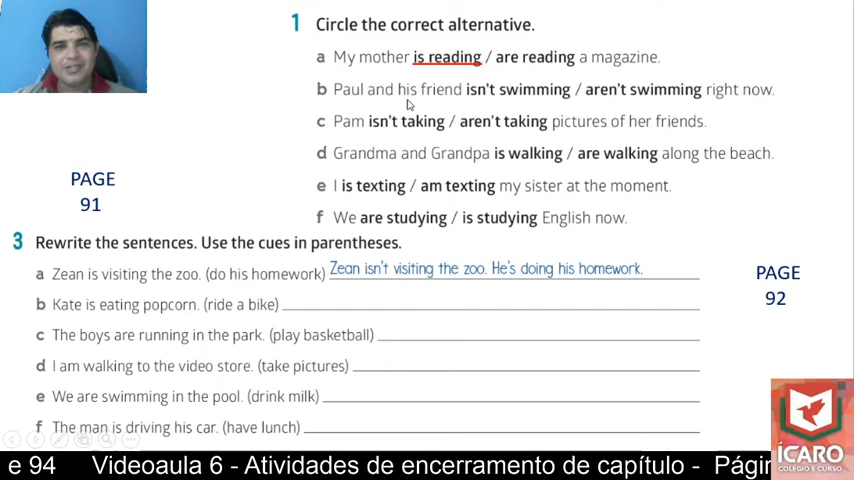 1 Circle the correct alternative.
a My mother is reading / are reading a magazine.
b Paul and his friend isn't swimming / aren't swimming right now.
c Pam isn't taking / aren't taking pictures of her friends.
d Grandma and Grandpa is walking / are walking along the beach.
PAGE
91
e I is texting / am texting my sister at the moment.
f We are studying / is studying English now.
3 Rewrite the sentences. Use the cues in parentheses.
a Zean is visiting the zoo. (do his homework) Zean isn't visiting the zoo. He's doing his homework.
PAGE
92
b Kate is eating popcorn. (ride a bike)
c The boys are running in the park. (play basketball)
d I am walking to the video store. (take pictures)
e We are swimming in the pool. (drink milk)
f The man is driving his car. (have lunch)
ÍCARO
COLÉGIO E CURSO
e 94 Videoaula 6 - Atividades de encerramento de capítulo - Págin